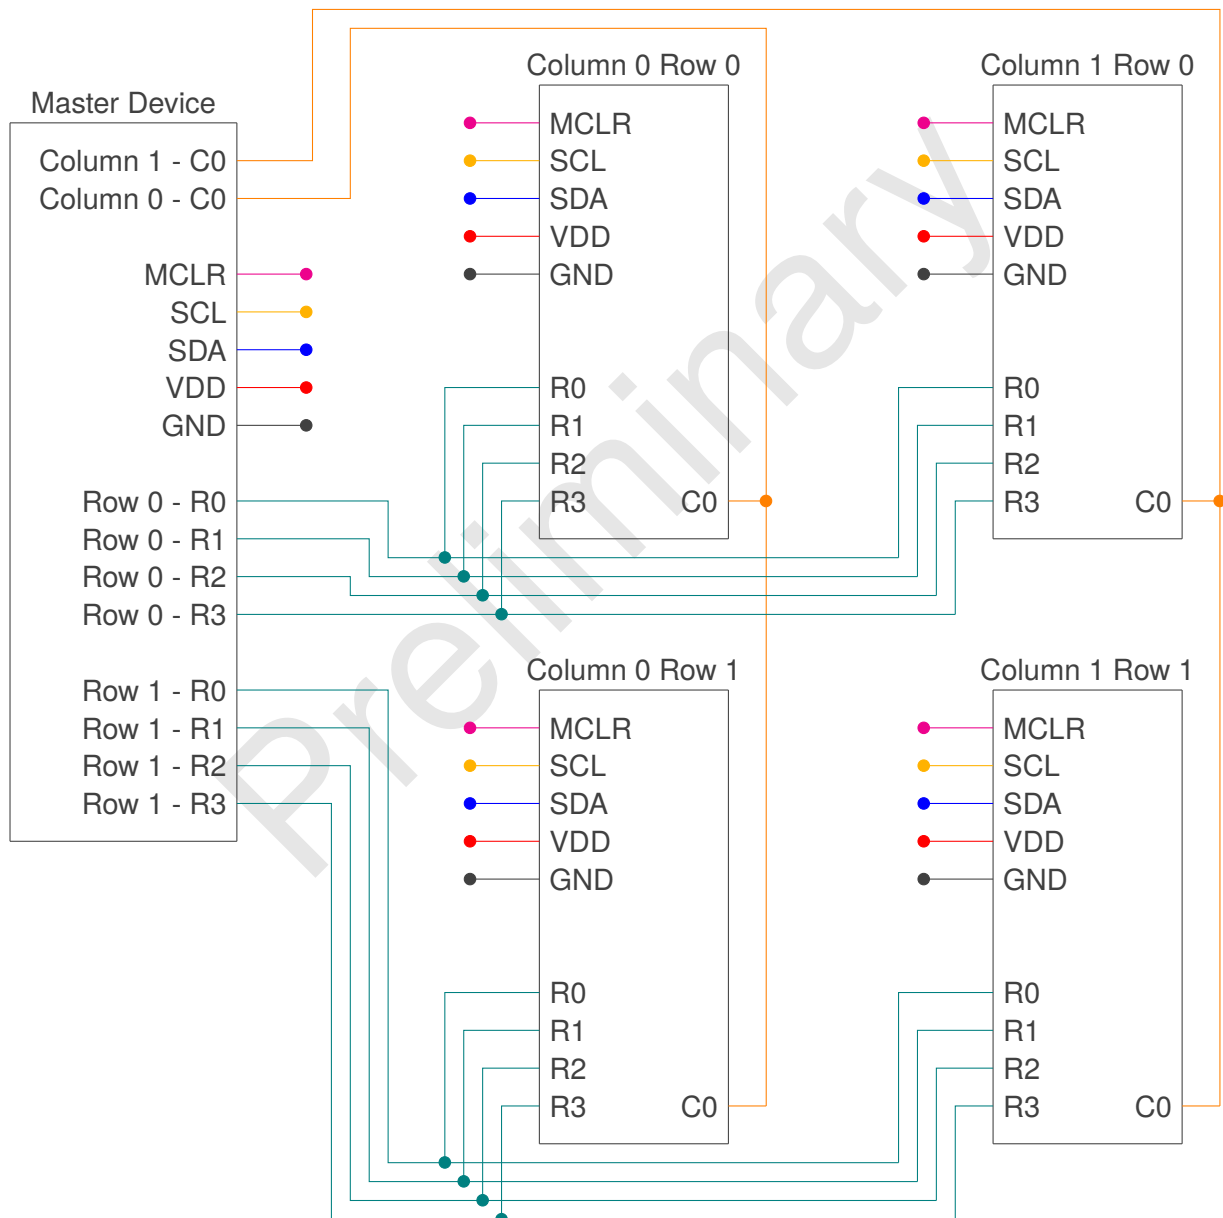 Column 0 Row 0
Column 1 Row 0
Master Device
Column 1 - C0
Column 0 - C0
MCLR
SCL
SDA
VDD
GND
Row 0 - R0
Row 0 - R1
Row 0 - R2
Row 0 - R3
Row 1 - R0
Row 1 - R1
Row 1 - R2
Row 1 - R3
MCLR
SCL
SDA
VDD
GND
R0
R1
R2
R3
C0
MCLR
SCL
SDA
VDD
GND
R0
R1
R2
R3
C0
Preliminary
Column 0 Row 1
Column 1 Row 1
MCLR
SCL
SDA
VDD
GND
R0
R1
R2
R3
C0
MCLR
SCL
SDA
VDD
GND
R0
R1
R2
R3
C0